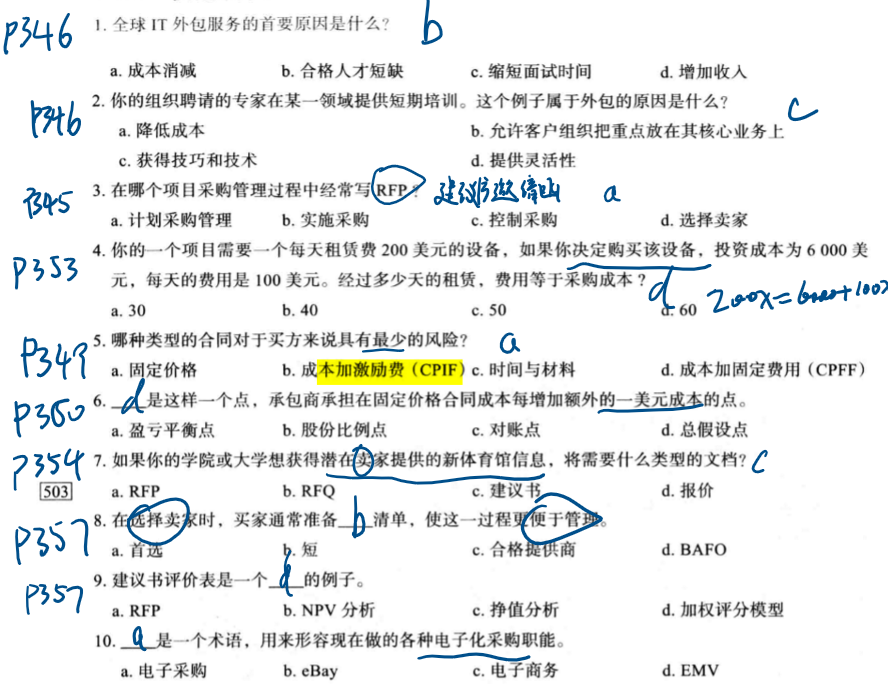 P346 1. 全球 IT 外包服务的首要原因是什么? b
a. 成本消减 b. 合格人才短缺 c. 缩短面试时间 d. 增加收入
P346 2. 你的组织聘请的专家在某一领域提供短期培训。这个例子属于外包的原因是什么? c
a. 降低成本 b. 允许客户组织把重点放在其核心业务上
c. 获得技巧和技术 d. 提供灵活性
P345 3. 在哪个项目采购管理过程中经常写 RFP? 建议书邀请函 a
a. 计划采购管理 b. 实施采购 c. 控制采购 d. 选择卖家
P353 4. 你的一个项目需要一个每天租赁费 200 美元的设备，如果你决定购买该设备，投资成本为 6 000 美
元，每天的费用是 100 美元。经过多少天的租赁，费用等于采购成本? d
a. 30 b. 40 c. 50 d. 60 200X=6000+100X
P349 5. 哪种类型的合同对于买方来说具有最少的风险? a
a. 固定价格 b. 成本加激励费（CPIF） c. 时间与材料 d. 成本加固定费用（CPFF）
P350 6. d 是这样一个点，承包商承担在固定价格合同成本每增加额外的一美元成本的点。
a. 盈亏平衡点 b. 股份比例点 c. 对账点 d. 总假设点
P354 7. 如果你的学院或大学想获得潜在卖家提供的新体育馆信息，将需要什么类型的文档? c
503 a. RFP b. RFQ c. 建议书 d. 报价
P357 8. 在选择卖家时，买家通常准备 b 清单，使这一过程更便于管理。
a. 首选 b. 短 c. 合格提供商 d. BAFO
P357 9. 建议书评价表是一个 d 的例子。
a. RFP b. NPV 分析 c. 挣值分析 d. 加权评分模型
10. a 是一个术语，用来形容现在做的各种电子化采购职能。
a. 电子采购 b. eBay c. 电子商务 d. EMV